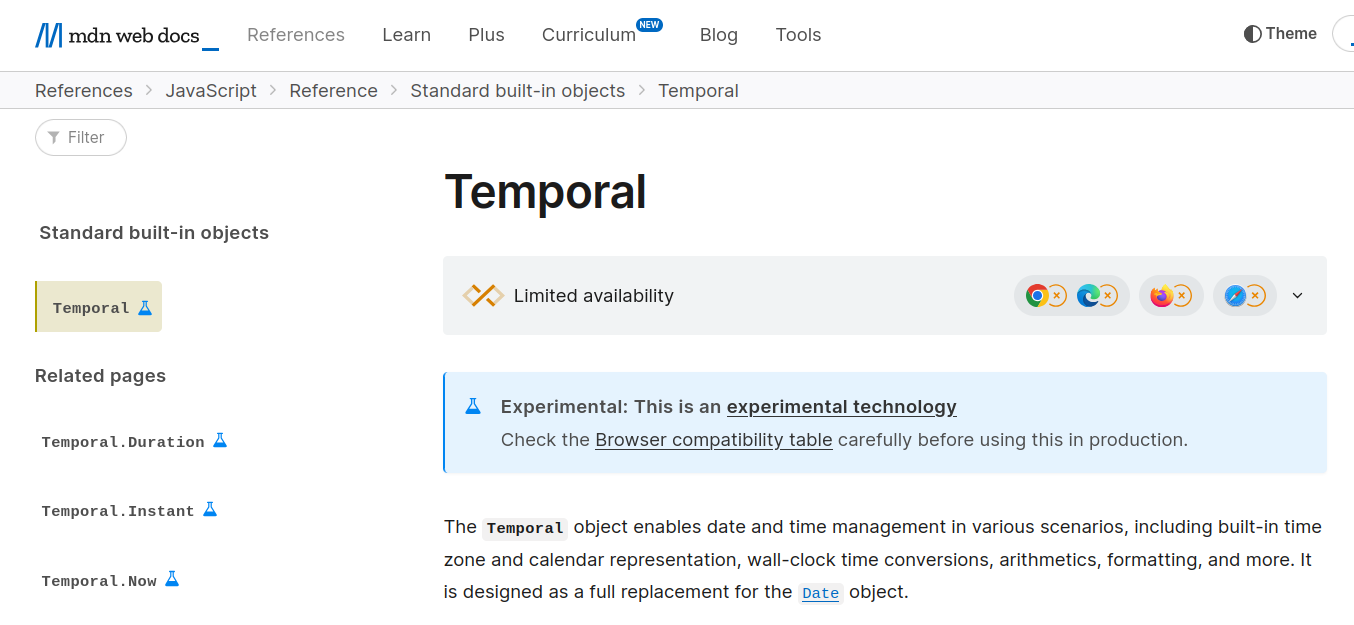 mdn web docs_ References Learn Plus Curriculum NEW Blog Tools Theme
References JavaScript Reference Standard built-in objects Temporal
Filter
Temporal
Standard built-in objects
Limited availability
Temporal
Related pages
Experimental: This is an experimental technology
Check the Browser compatibility table carefully before using this in production.
Temporal.Duration
Temporal.Instant
Temporal.Now
The Temporal object enables date and time management in various scenarios, including built-in time
zone and calendar representation, wall-clock time conversions, arithmetics, formatting, and more. It
is designed as a full replacement for the Date object.